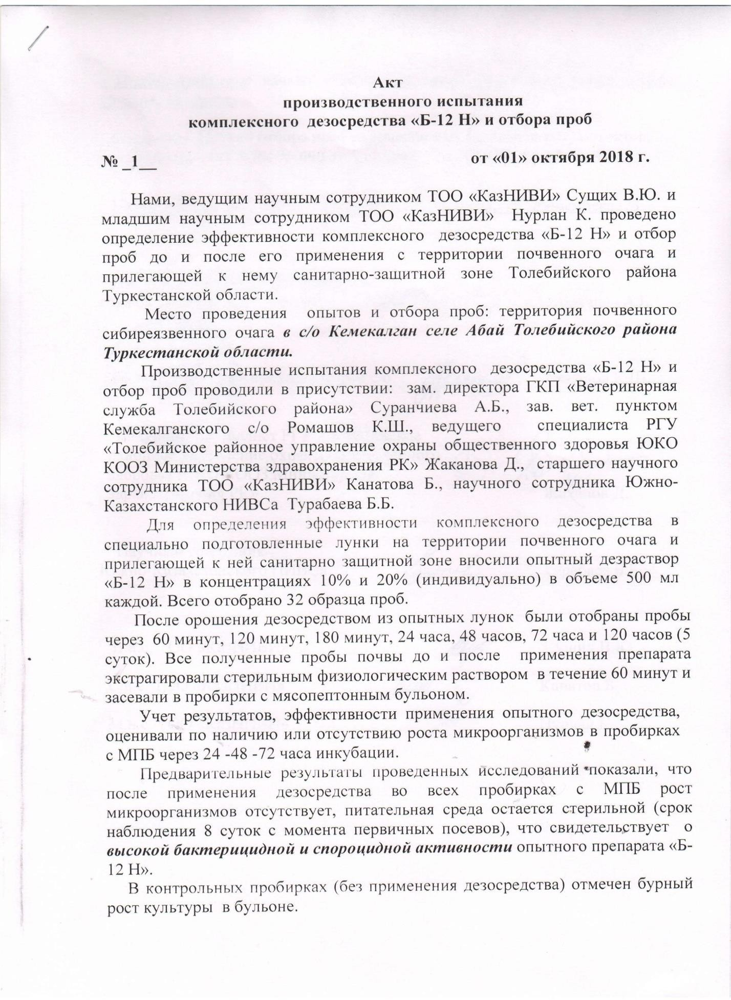 Акт
производственного испытания
комплексного дезосредства «Б-12 Н» и отбора проб
№ _1__ от «01» октября 2018 г.
Нами, ведущим научным сотрудником ТОО «КазНИВИ» Сущих В.Ю. и
младшим научным сотрудником ТОО «КазНИВИ» Нурлан К. проведено
определение эффективности комплексного дезосредства «Б-12 Н» и отбор
проб до и после его применения с территории почвенного очага и
прилегающей к нему санитарно-защитной зоне Толебийского района
Туркестанской области.
Место проведения опытов и отбора проб: территория почвенного
сибиреязвенного очага в с/о Кемекалган селе Абай Толебийского района
Туркестанской области.
Производственные испытания комплексного дезосредства «Б-12 Н» и
отбор проб проводили в присутствии: зам. директора ГКП «Ветеринарная
служба Толебийского района» Суранчиева А.Б., зав. вет. пунктом
Кемекалганского с/о Ромашов К.Ш., ведущего специалиста РГУ
«Толебийское районное управление охраны общественного здоровья ЮКО
КООЗ Министерства здравохранения РК» Жаканова Д., старшего научного
сотрудника ТОО «КазНИВИ» Канатова Б., научного сотрудника Южно-
Казахстанского НИВСа Турабаева Б.Б.
Для определения эффективности комплексного дезосредства в
специально подготовленные лунки на территории почвенного очага и
прилегающей к ней санитарно защитной зоне вносили опытный дезраствор
«Б-12 Н» в концентрациях 10% и 20% (индивидуально) в объеме 500 мл
каждой. Всего отобрано 32 образца проб.
После орошения дезосредством из опытных лунок были отобраны пробы
через 60 минут, 120 минут, 180 минут, 24 часа, 48 часов, 72 часа и 120 часов (5
суток). Все полученные пробы почвы до и после применения препарата
экстрагировали стерильным физиологическим раствором в течение 60 минут и
засевали в пробирки с мясопептонным бульоном.
Учет результатов, эффективности применения опытного дезосредства,
оценивали по наличию или отсутствию роста микроорганизмов в пробирках
с МПБ через 24 -48 -72 часа инкубации.
Предварительные результаты проведенных исследований показали, что
после применения дезосредства во всех пробирках с МПБ рост
микроорганизмов отсутствует, питательная среда остается стерильной (срок
наблюдения 8 суток с момента первичных посевов), что свидетельствует о
высокой бактерицидной и спороцидной активности опытного препарата «Б-
12 Н».
В контрольных пробирках (без применения дезосредства) отмечен бурный
рост культуры в бульоне.